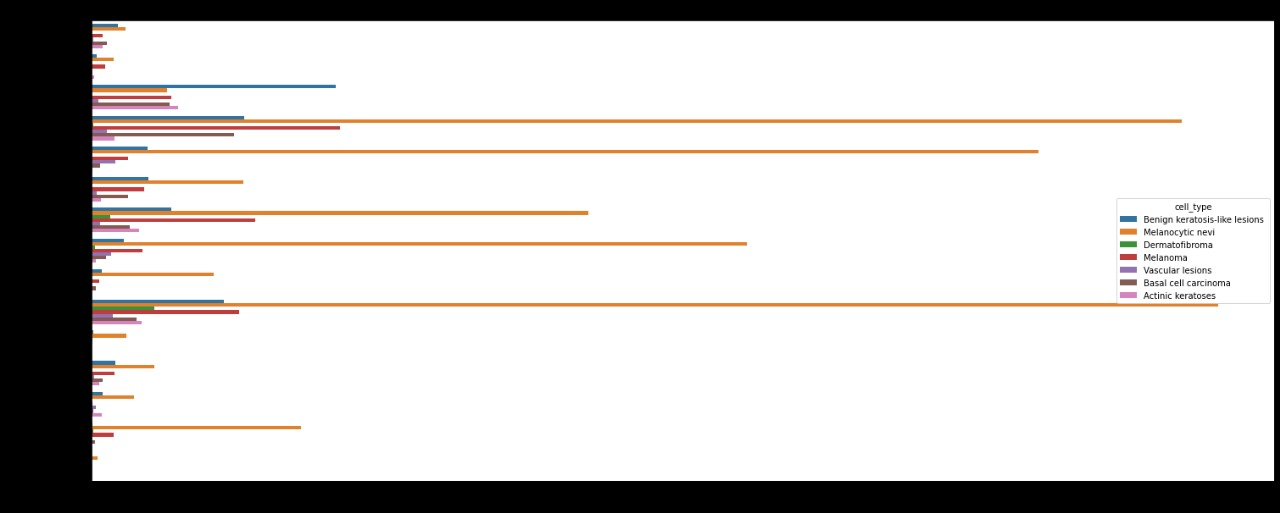 cell_type
Benign keratosis-like lesions
Melanocytic nevi
Dermatofibroma
Melanoma
Vascular lesions
Basal cell carcinoma
Actinic keratoses